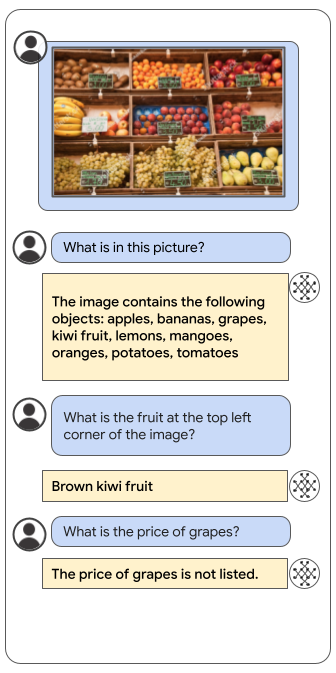 What is in this picture?
The image contains the following
objects: apples, bananas, grapes,
kiwi fruit, lemons, mangoes,
oranges, potatoes, tomatoes
What is the fruit at the top left
corner of the image?
Brown kiwi fruit
What is the price of grapes?
The price of grapes is not listed.